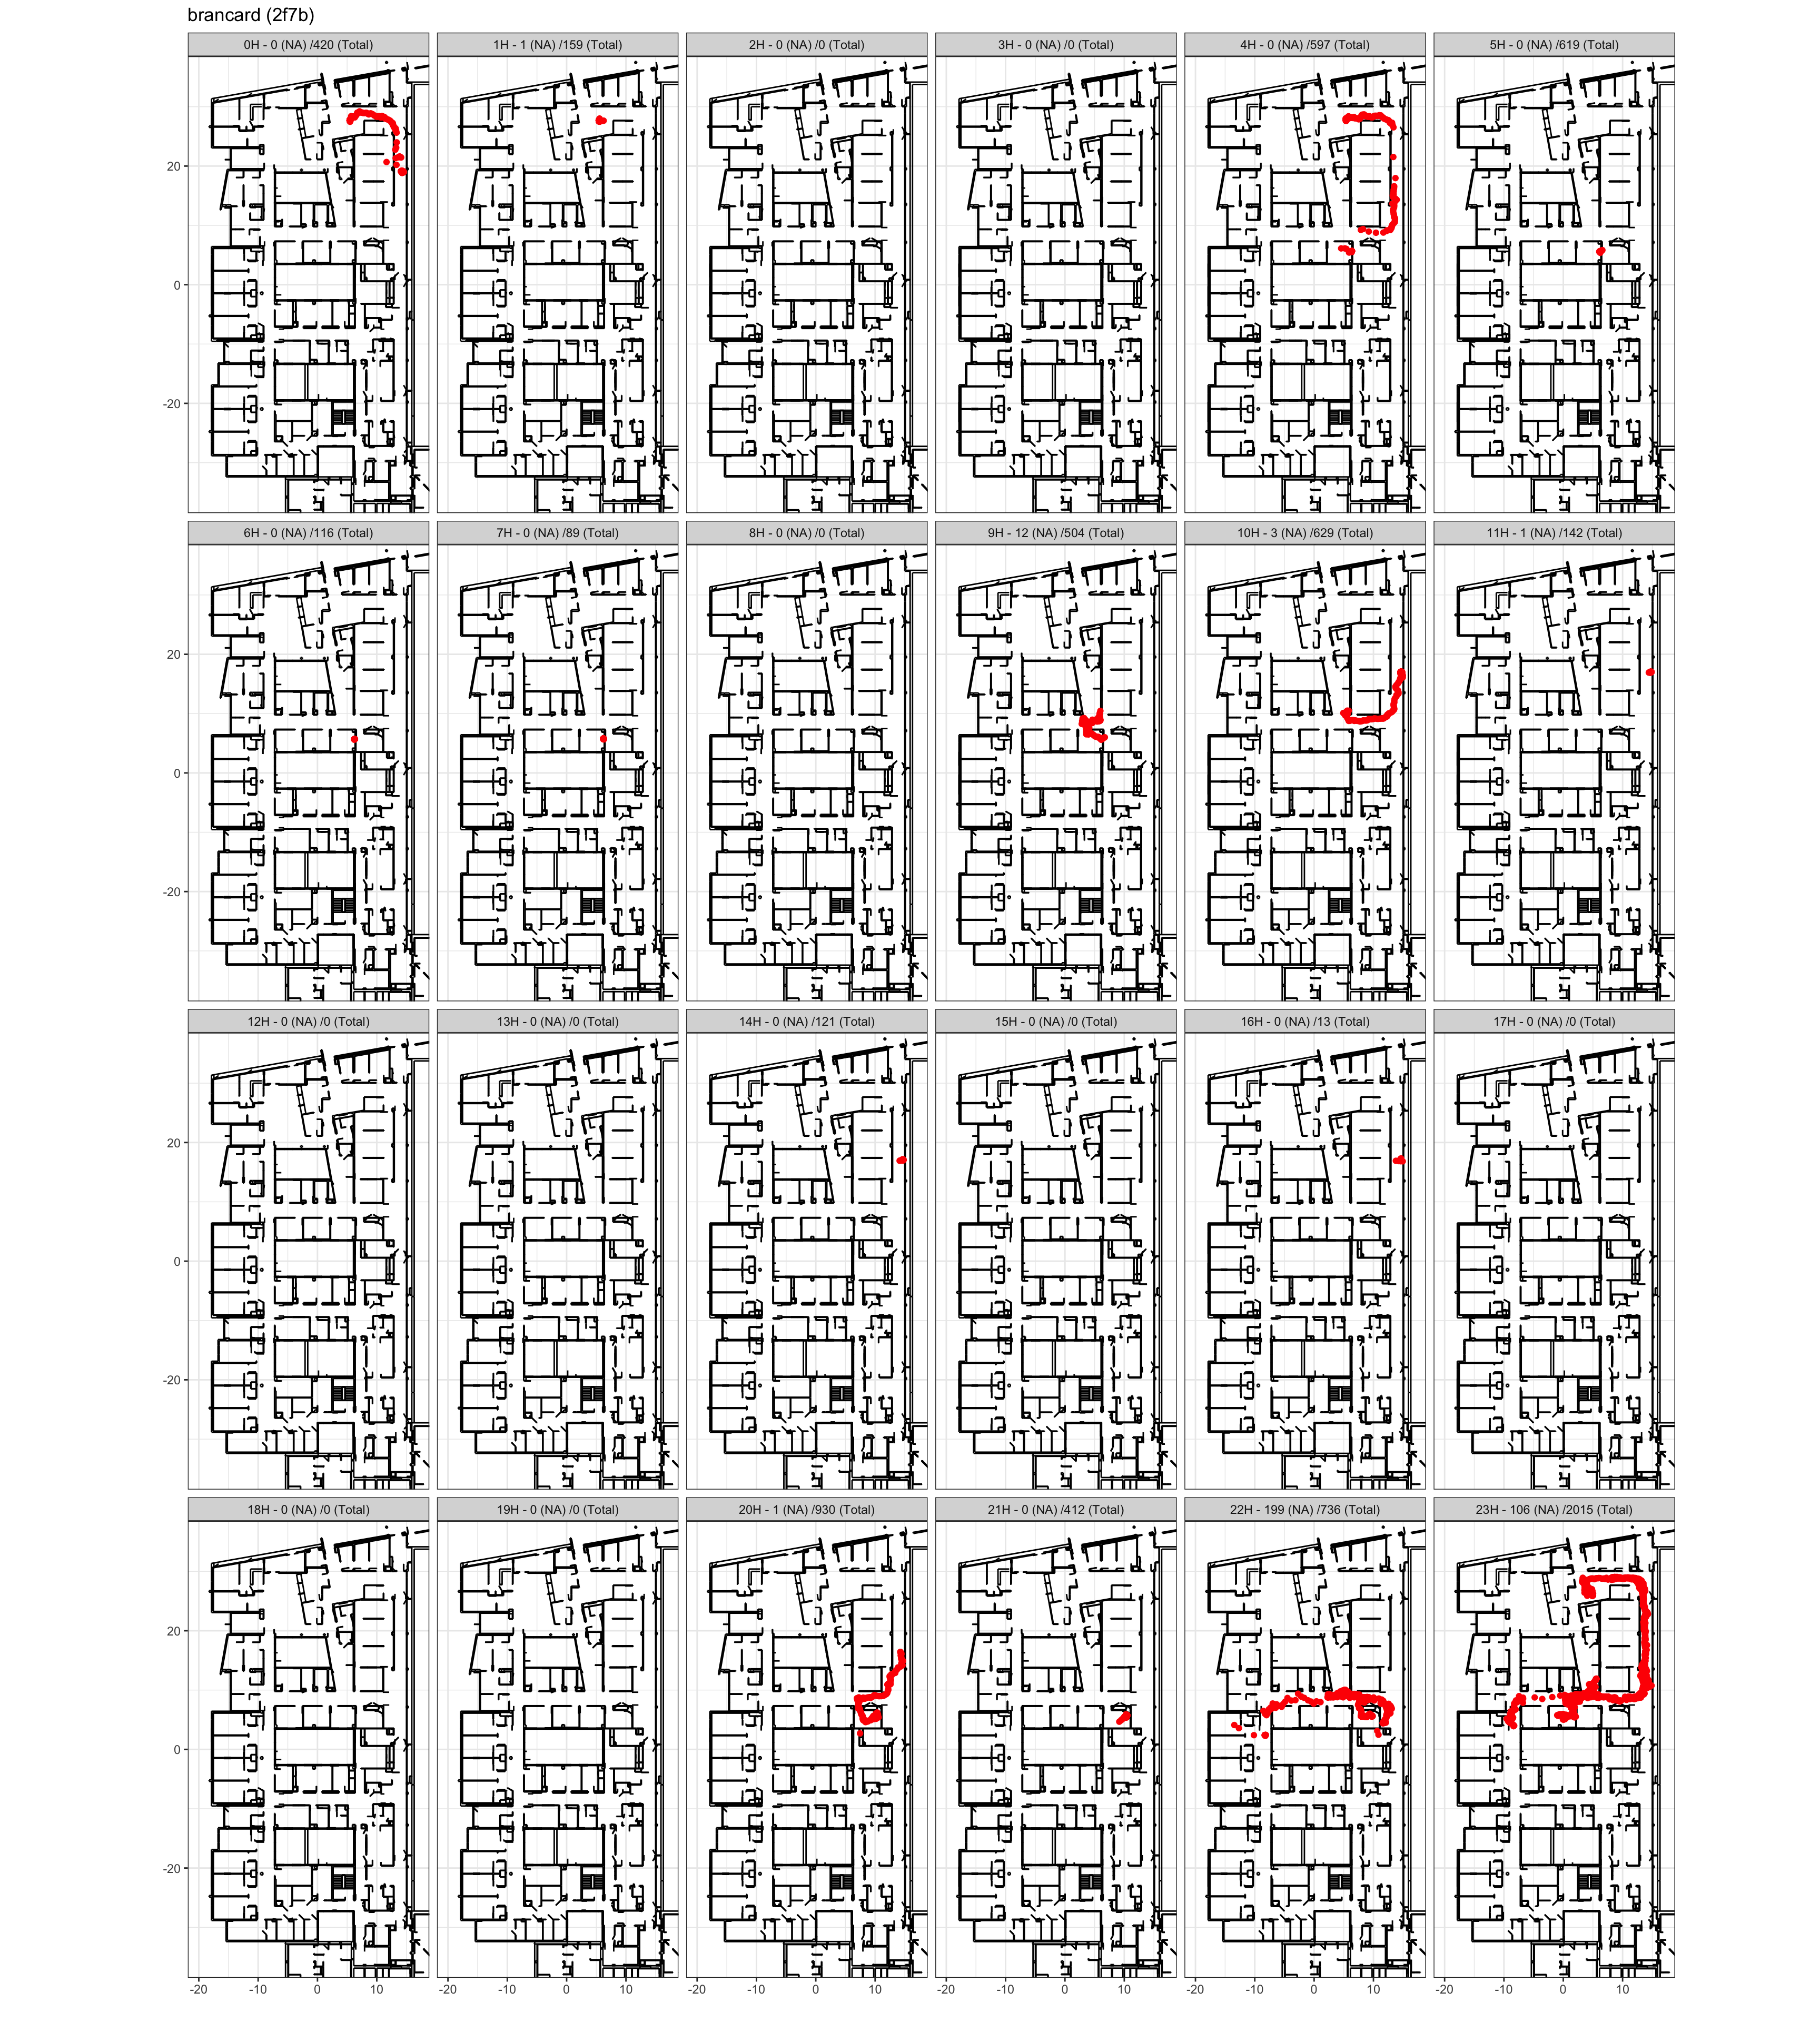 brancard (2f7b)
0H - 0 (NA) /420 (Total) 1H - 1 (NA) /159 (Total) 2H - 0 (NA) /0 (Total) 3H - 0 (NA) /0 (Total) 4H - 0 (NA) /597 (Total) 5H - 0 (NA) /619 (Total)
20
0
-20
6H - 0 (NA) /116 (Total) 7H - 0 (NA) /89 (Total) 8H - 0 (NA) /0 (Total) 9H - 12 (NA) /504 (Total) 10H - 3 (NA) /629 (Total) 11H - 1 (NA) /142 (Total)
20
0
-20
12H - 0 (NA) /0 (Total) 13H - 0 (NA) /0 (Total) 14H - 0 (NA) /121 (Total) 15H - 0 (NA) /0 (Total) 16H - 0 (NA) /13 (Total) 17H - 0 (NA) /0 (Total)
20
0
-20
18H - 0 (NA) /0 (Total) 19H - 0 (NA) /0 (Total) 20H - 1 (NA) /930 (Total) 21H - 0 (NA) /412 (Total) 22H - 199 (NA) /736 (Total) 23H - 106 (NA) /2015 (Total)
20
0
-20
-20 -10 0 10 -20 -10 0 10 -20 -10 0 10 -20 -10 0 10 -20 -10 0 10 -20 -10 0 10